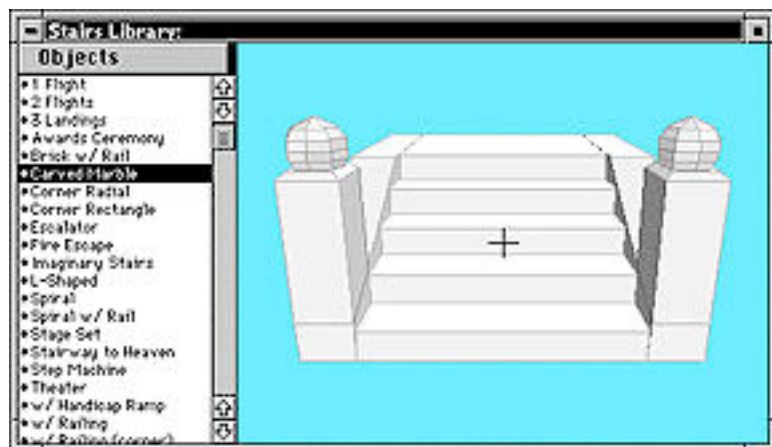 Stairs Library:
Objects
1 Flight
2 Flights
3 Landings
Awards Ceremony
Brick w/ Rail
Carved Marble
Corner Radial
Corner Rectangle
Escalator
Fire Escape
Imaginary Stairs
L-Shaped
Spiral
Spiral w/ Rail
Stage Set
Stairway to Heaven
Step Machine
Theater
w/ Handicap Ramp
w/ Railing
w/ Railing (corner)